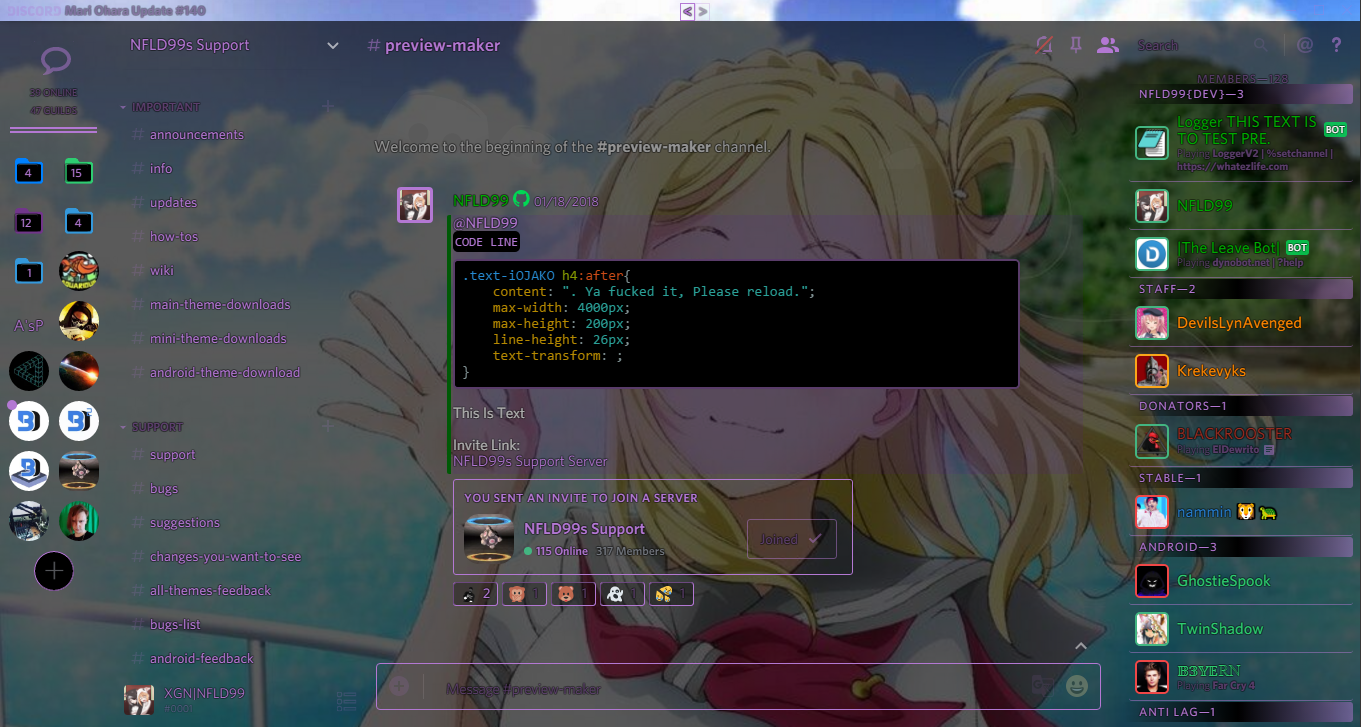 DISCORD Mari Ohara Update #140
< >
NFLD99s Support
# preview-maker
Search
@ ?
39 ONLINE
47 GUILDS
4
15
12
4
1
A'sP
IMPORTANT
# announcements
# info
# updates
# how-tos
# wiki
# main-theme-downloads
# mini-theme-downloads
# android-theme-download
SUPPORT
# support
# bugs
# suggestions
# changes-you-want-to-see
# all-themes-feedback
# bugs-list
# android-feedback
XGN|NFLD99
#0001
Welcome to the beginning of the #preview-maker channel.
NFLD99 01/18/2018
@NFLD99
CODE LINE
.text-iOJAKO h4:after{
content: ". Ya fucked it, Please reload.";
max-width: 4000px;
max-height: 200px;
line-height: 26px;
text-transform: ;
}
This Is Text
Invite Link:
NFLD99s Support Server
YOU SENT AN INVITE TO JOIN A SERVER
NFLD99s Support
115 Online 317 Members
Joined
2 1 1 1 1
Message #preview-maker
MEMBERS—123
NFLD99{DEV}—3
Logger THIS TEXT IS
TO TEST PRE. BOT
Playing LoggerV2 | %setchannel |
https://whatezlife.com
NFLD99
|The Leave Bot| BOT
Playing dynobot.net | ?help
STAFF—2
DevilsLynAvenged
Krekevyks
DONATORS—1
BLACKROOSTER
Playing ElDewrito
STABLE—1
nammin
ANDROID—3
GhostieSpook
TwinShadow
B3YERN
Playing Far Cry 4
ANTI LAG—1